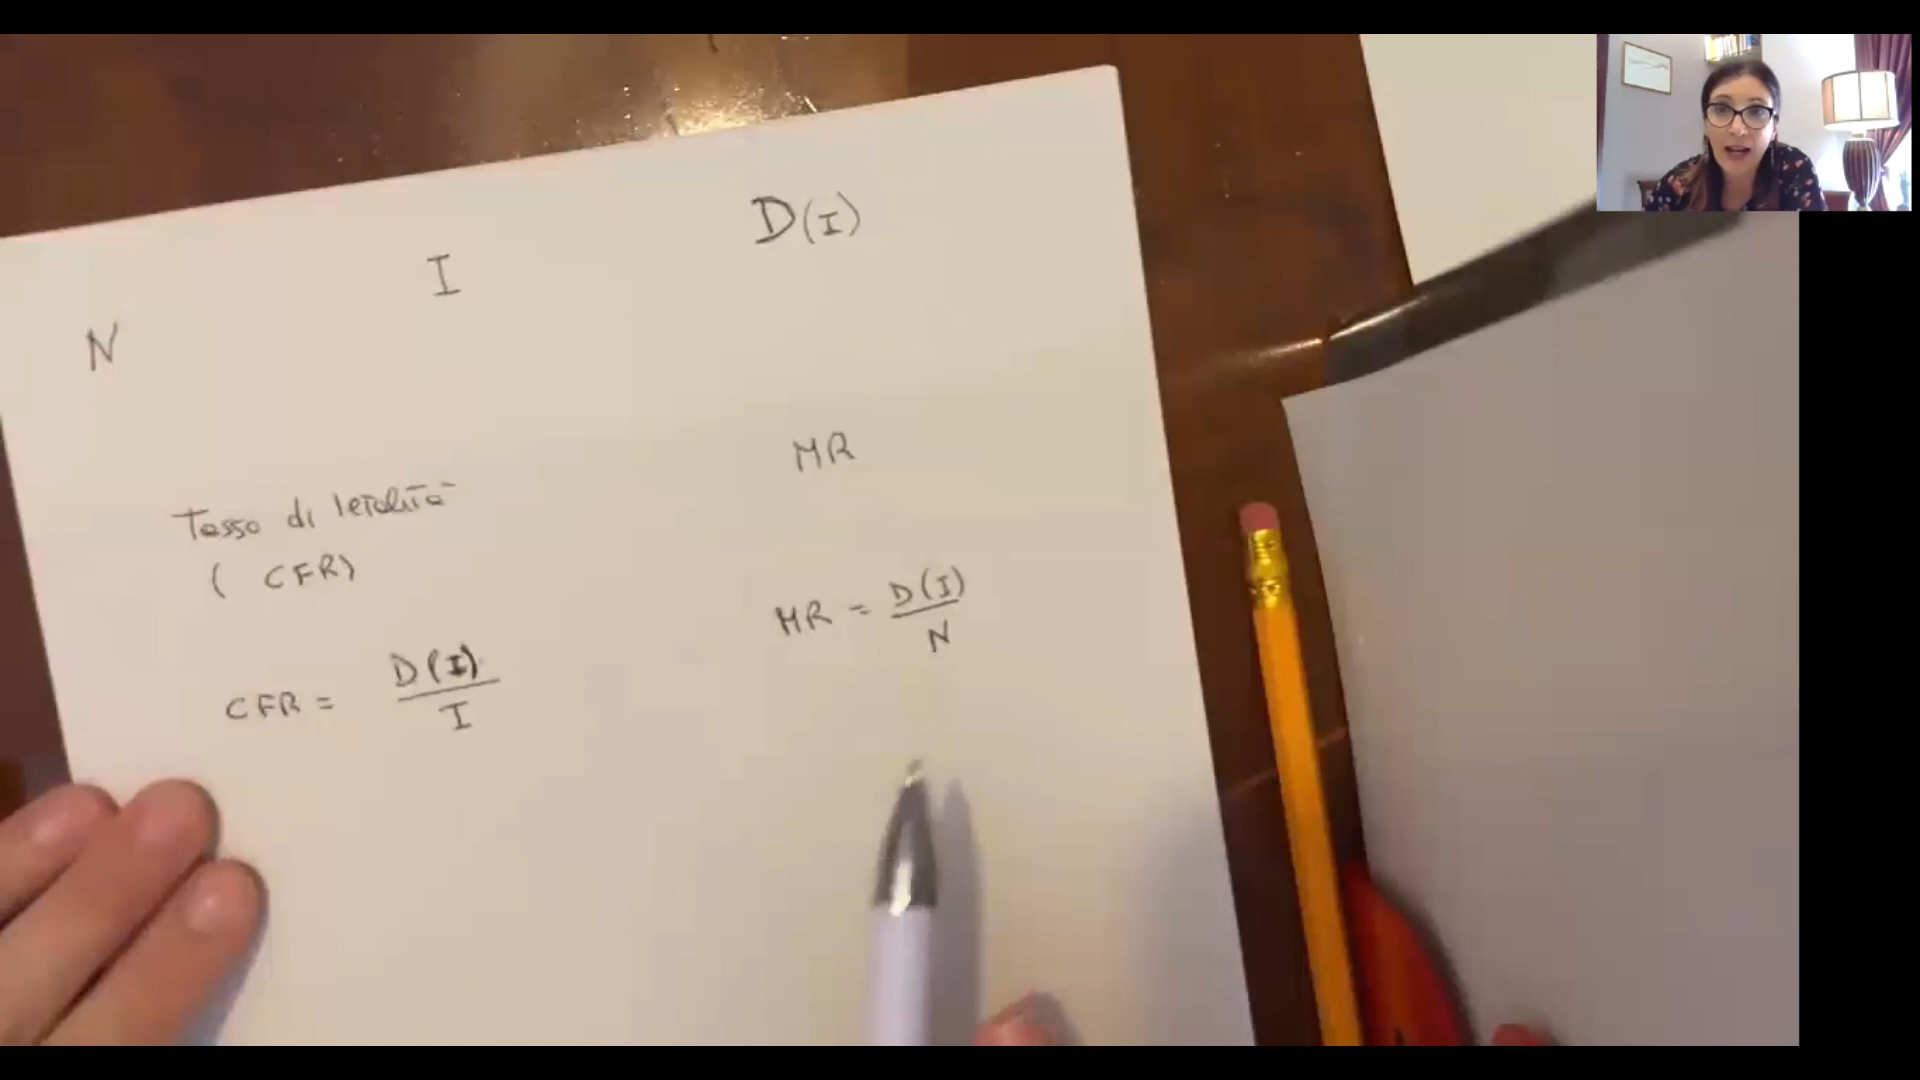 D(I)
I
N
MR
Tasso di letalità
( CFR)
MR = D(I)/N
CFR = D(I)/I